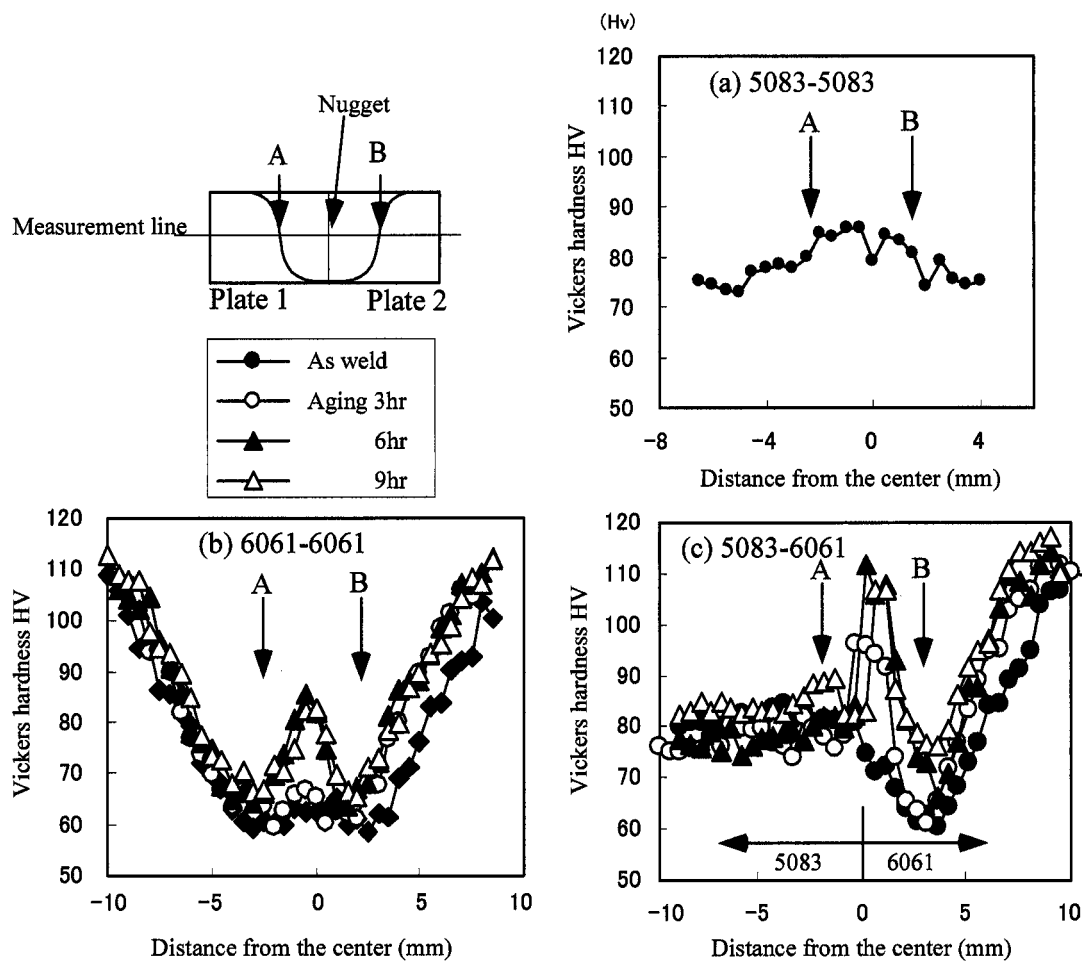 Nugget
A
B
Measurement line
Plate 1
Plate 2
As weld
Aging 3hr
6hr
9hr
(Hv)
(a) 5083-5083
A
B
Vickers hardness HV
120
110
100
90
80
70
60
50
-8
-4
0
4
Distance from the center (mm)
(b) 6061-6061
A
B
Vickers hardness HV
120
110
100
90
80
70
60
50
-10
-5
0
5
10
Distance from the center (mm)
(c) 5083-6061
A
B
Vickers hardness HV
120
110
100
90
80
70
60
50
5083
6061
-10
-5
0
5
10
Distance from the center (mm)